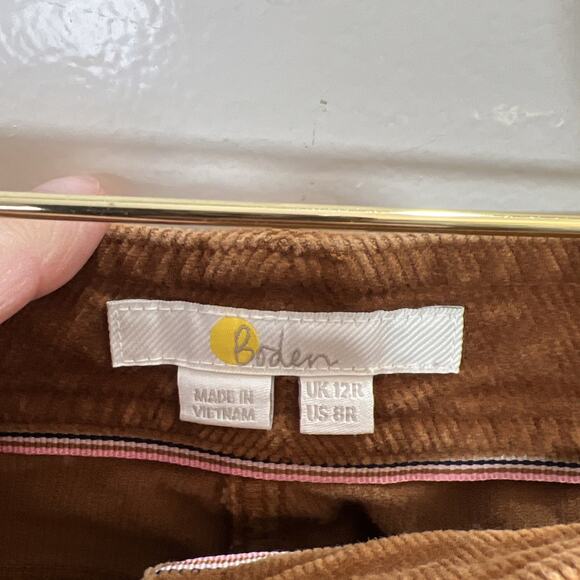 Boden
MADE IN
VIETNAM
UK 12R
US 8R